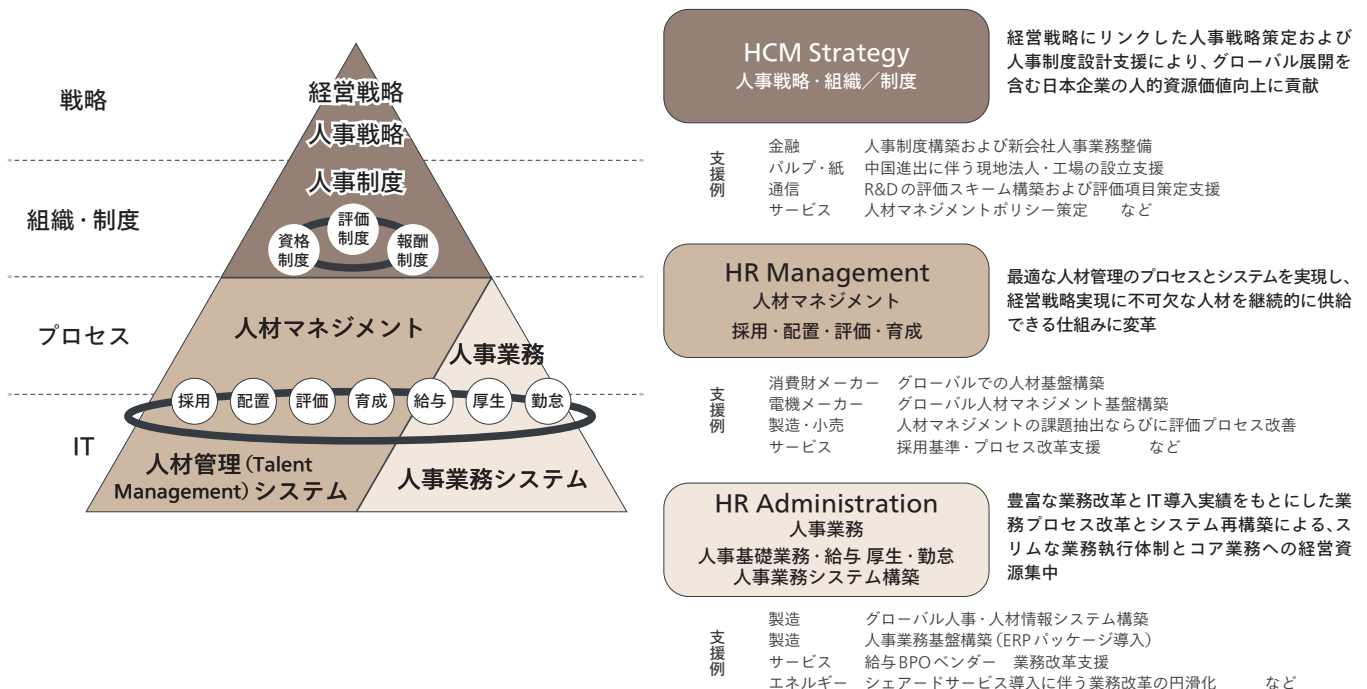 戦略
組織・制度
プロセス
IT
経営戦略
人事戦略
人事制度
資格
制度
評価
制度
報酬
制度
人材マネジメント
人事業務
採用
配置
評価
育成
給与
厚生
勤怠
人材管理(Talent
Management)システム
人事業務システム
HCM Strategy
人事戦略・組織/制度
経営戦略にリンクした人事戦略策定および
人事制度設計支援により、グローバル展開を
含む日本企業の人的資源価値向上に貢献
支援例
金融 人事制度構築および新会社人事業務整備
パルプ・紙 中国進出に伴う現地法人・工場の設立支援
通信 R&Dの評価スキーム構築および評価項目策定支援
サービス 人材マネジメントポリシー策定 など
HR Management
人材マネジメント
採用・配置・評価・育成
最適な人材管理のプロセスとシステムを実現し、
経営戦略実現に不可欠な人材を継続的に供給
できる仕組みに変革
支援例
消費財メーカー グローバルでの人材基盤構築
電機メーカー グローバル人材マネジメント基盤構築
製造・小売 人材マネジメントの課題抽出ならびに評価プロセス改善
サービス 採用基準・プロセス改革支援 など
HR Administration
人事業務
人事基礎業務・給与 厚生・勤怠
人事業務システム構築
豊富な業務改革とIT導入実績をもとにした業
務プロセス改革とシステム再構築による、ス
リムな業務執行体制とコア業務への経営資
源集中
支援例
製造 グローバル人事・人材情報システム構築
製造 人事業務基盤構築(ERPパッケージ導入)
サービス 給与BPOベンダー 業務改革支援
エネルギー シェアードサービス導入に伴う業務改革の円滑化 など